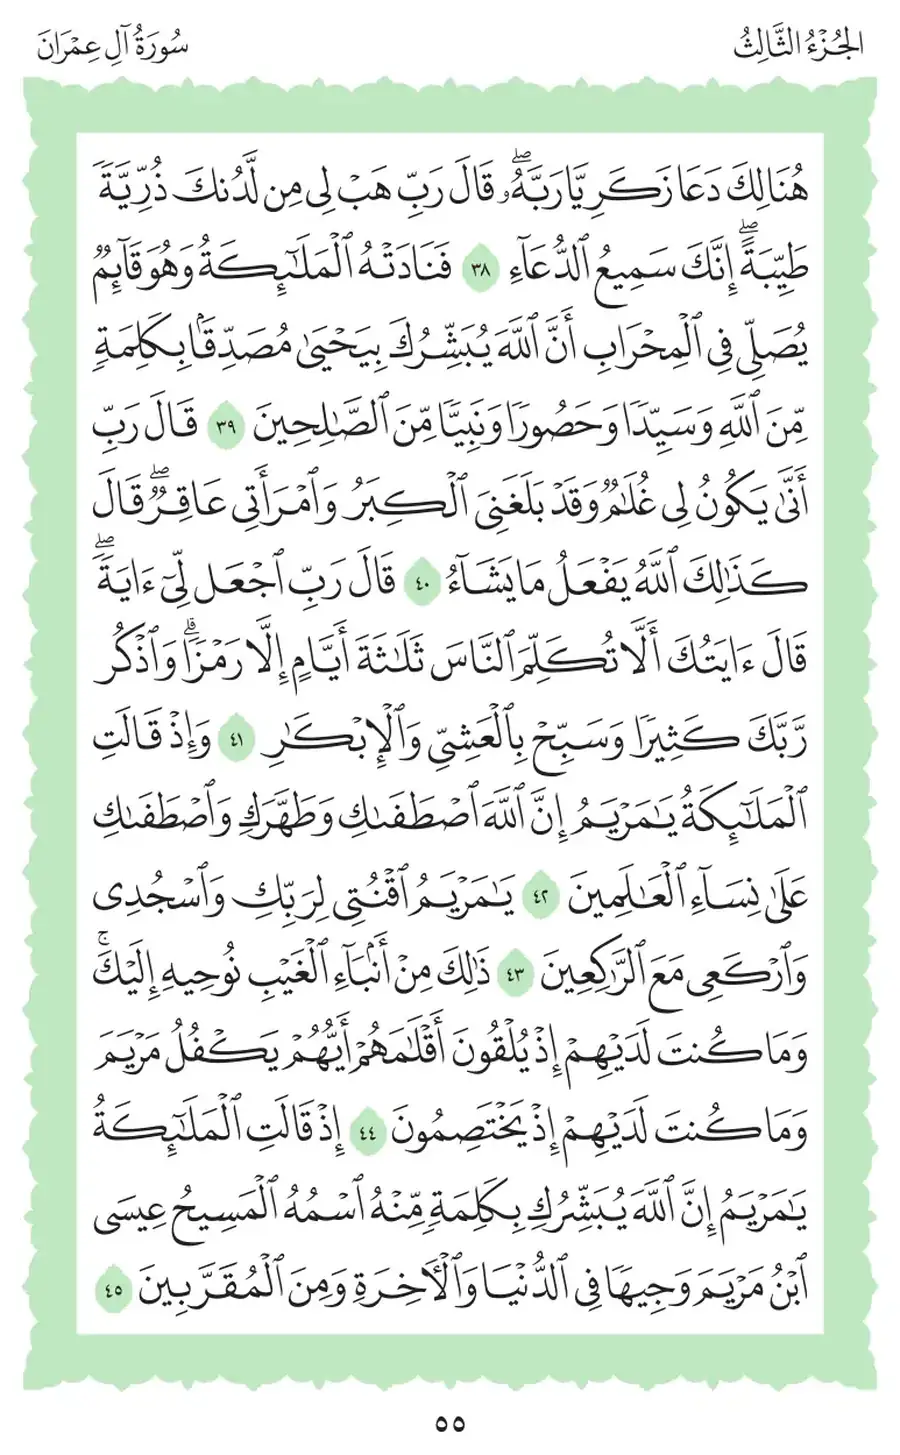 الجُزْءُ الثَّالِثُ
سُورَةُ آلِ عِمْرَانَ
هُنَالِكَ دَعَا زَكَرِيَّا رَبَّهُۥۖ قَالَ رَبِّ هَبۡ لِي مِن لَّدُنكَ ذُرِّيَّةٗ
طَيِّبَةًۖ إِنَّكَ سَمِيعُ ٱلدُّعَآءِ ٣٨ فَنَادَتۡهُ ٱلۡمَلَٰٓئِكَةُ وَهُوَ قَآئِمٞ
يُصَلِّي فِي ٱلۡمِحۡرَابِ أَنَّ ٱللَّهَ يُبَشِّرُكَ بِيَحۡيَىٰ مُصَدِّقَۢا بِكَلِمَةٖ
مِّنَ ٱللَّهِ وَسَيِّدٗا وَحَصُورٗا وَنَبِيّٗا مِّنَ ٱلصَّٰلِحِينَ ٣٩ قَالَ رَبِّ
أَنَّىٰ يَكُونُ لِي غُلَٰمٞ وَقَدۡ بَلَغَنِيَ ٱلۡكِبَرُ وَٱمۡرَأَتِي عَاقِرٞۖ قَالَ
كَذَٰلِكَ ٱللَّهُ يَفۡعَلُ مَا يَشَآءُ ٤٠ قَالَ رَبِّ ٱجۡعَل لِّيٓ ءَايَةٗۖ
قَالَ ءَايَتُكَ أَلَّا تُكَلِّمَ ٱلنَّاسَ ثَلَٰثَةَ أَيَّامٍ إِلَّا رَمۡزٗاۗ وَٱذۡكُر
رَّبَّكَ كَثِيرٗا وَسَبِّحۡ بِٱلۡعَشِيِّ وَٱلۡإِبۡكَٰرِ ٤١ وَإِذۡ قَالَتِ
ٱلۡمَلَٰٓئِكَةُ يَٰمَرۡيَمُ إِنَّ ٱللَّهَ ٱصۡطَفَىٰكِ وَطَهَّرَكِ وَٱصۡطَفَىٰكِ
عَلَىٰ نِسَآءِ ٱلۡعَٰلَمِينَ ٤٢ يَٰمَرۡيَمُ ٱقۡنُتِي لِرَبِّكِ وَٱسۡجُدِي
وَٱرۡكَعِي مَعَ ٱلرَّٰكِعِينَ ٤٣ ذَٰلِكَ مِنۡ أَنۢبَآءِ ٱلۡغَيۡبِ نُوحِيهِ إِلَيۡكَۚ
وَمَا كُنتَ لَدَيۡهِمۡ إِذۡ يُلۡقُونَ أَقۡلَٰمَهُمۡ أَيُّهُمۡ يَكۡفُلُ مَرۡيَمَ
وَمَا كُنتَ لَدَيۡهِمۡ إِذۡ يَخۡتَصِمُونَ ٤٤ إِذۡ قَالَتِ ٱلۡمَلَٰٓئِكَةُ
يَٰمَرۡيَمُ إِنَّ ٱللَّهَ يُبَشِّرُكِ بِكَلِمَةٖ مِّنۡهُ ٱسۡمُهُ ٱلۡمَسِيحُ عِيسَى
ٱبۡنُ مَرۡيَمَ وَجِيهٗا فِي ٱلدُّنۡيَا وَٱلۡأٓخِرَةِ وَمِنَ ٱلۡمُقَرَّبِينَ ٤٥
٥٥